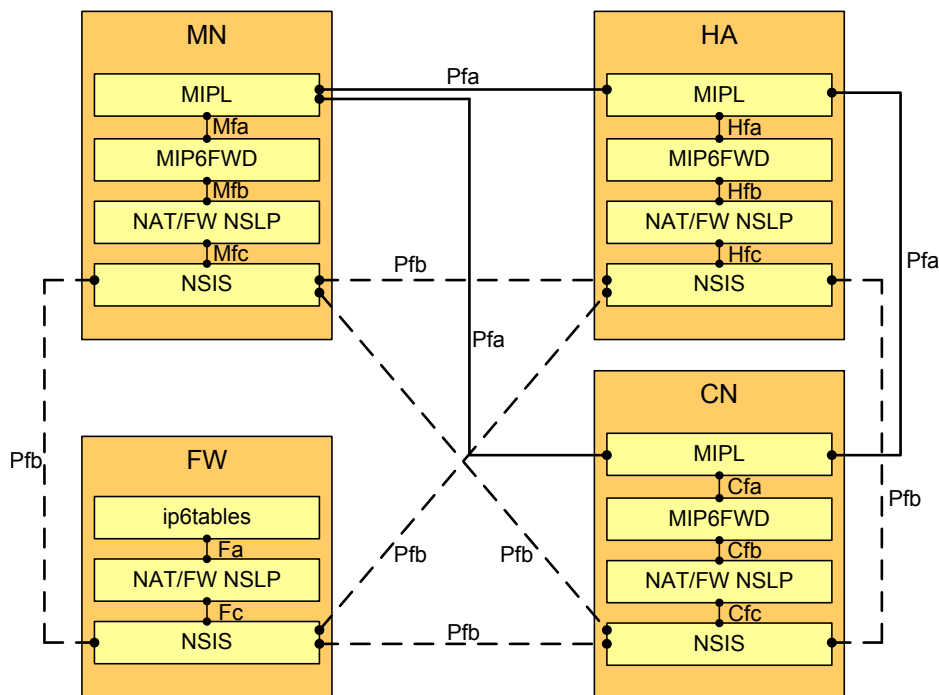 MN
MIPL
Mfa
MIP6FWD
Mfb
NAT/FW NSLP
Mfc
NSIS
Pfa
Pfb
Pfa
HA
MIPL
Hfa
MIP6FWD
Hfb
NAT/FW NSLP
Hfc
NSIS
Pfa
Pfb
FW
ip6tables
Fa
NAT/FW NSLP
Fc
NSIS
Pfb
Pfb
Pfb
CN
MIPL
Cfa
MIP6FWD
Cfb
NAT/FW NSLP
Cfc
NSIS
Pfb